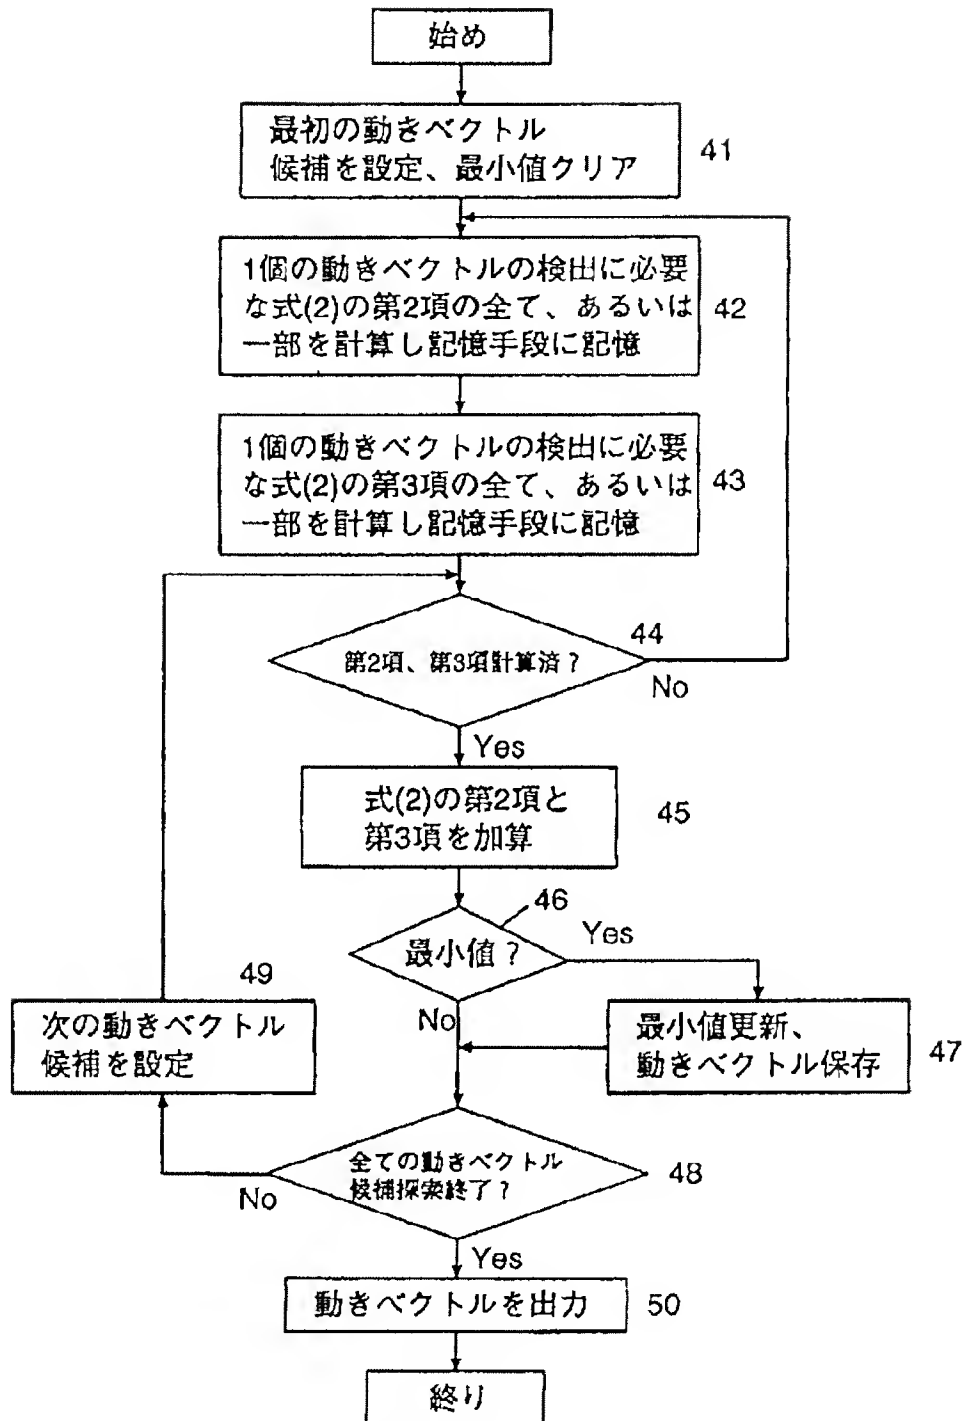 始め
最初の動きベクトル
候補を設定、最小値クリア
41
1個の動きベクトルの検出に必要
な式(2)の第2項の全て、あるいは
一部を計算し記憶手段に記憶
42
1個の動きベクトルの検出に必要
な式(2)の第3項の全て、あるいは
一部を計算し記憶手段に記憶
43
44
第2項、第3項計算済?
No
Yes
式(2)の第2項と
第3項を加算
45
46
最小値?
Yes
No
49
次の動きベクトル
候補を設定
最小値更新、
動きベクトル保存
47
全ての動きベクトル
候補探索終了?
48
No
Yes
動きベクトルを出力
50
終り